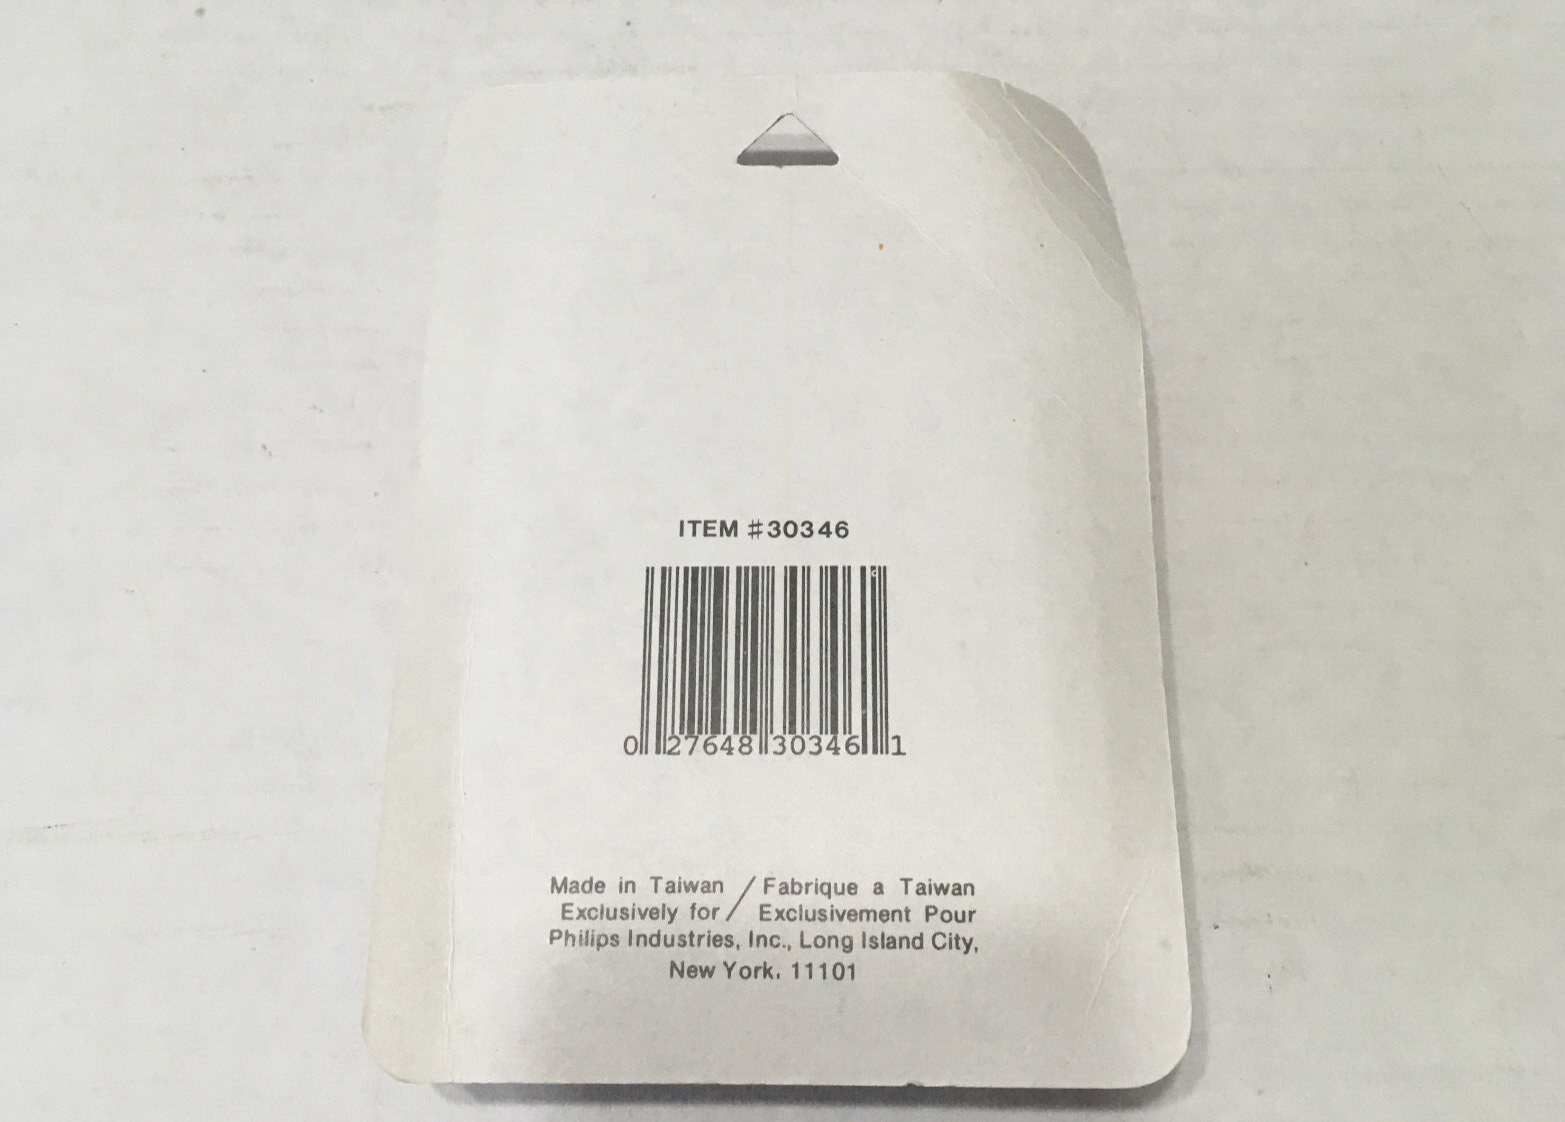 ITEM #30346
0 27648 30346 1
Made in Taiwan / Fabrique a Taiwan
Exclusively for / Exclusivement Pour
Philips Industries, Inc., Long Island City,
New York. 11101